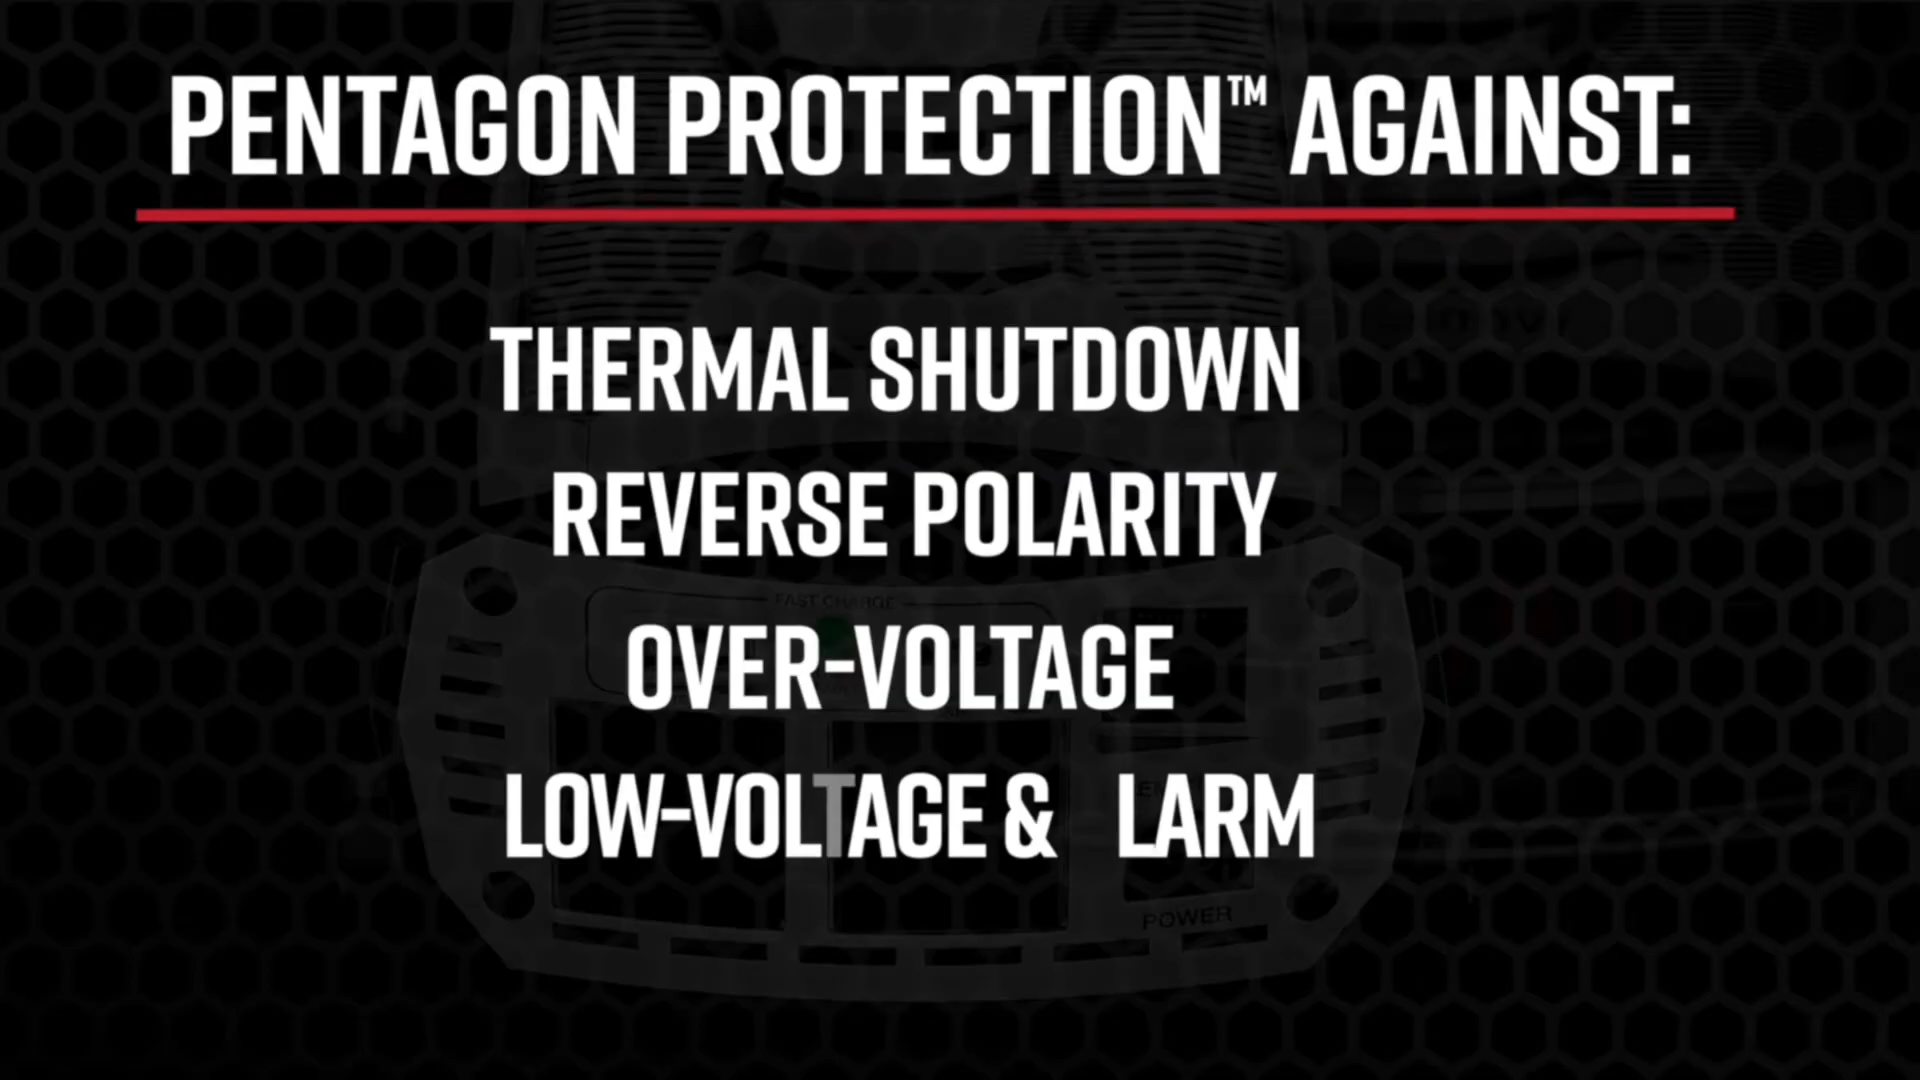 PENTAGON PROTECTION™ AGAINST:
THERMAL SHUTDOWN
REVERSE POLARITY
FAST CHARGE
OVER-VOLTAGE
LOW-VOLTAGE & LARM
POWER